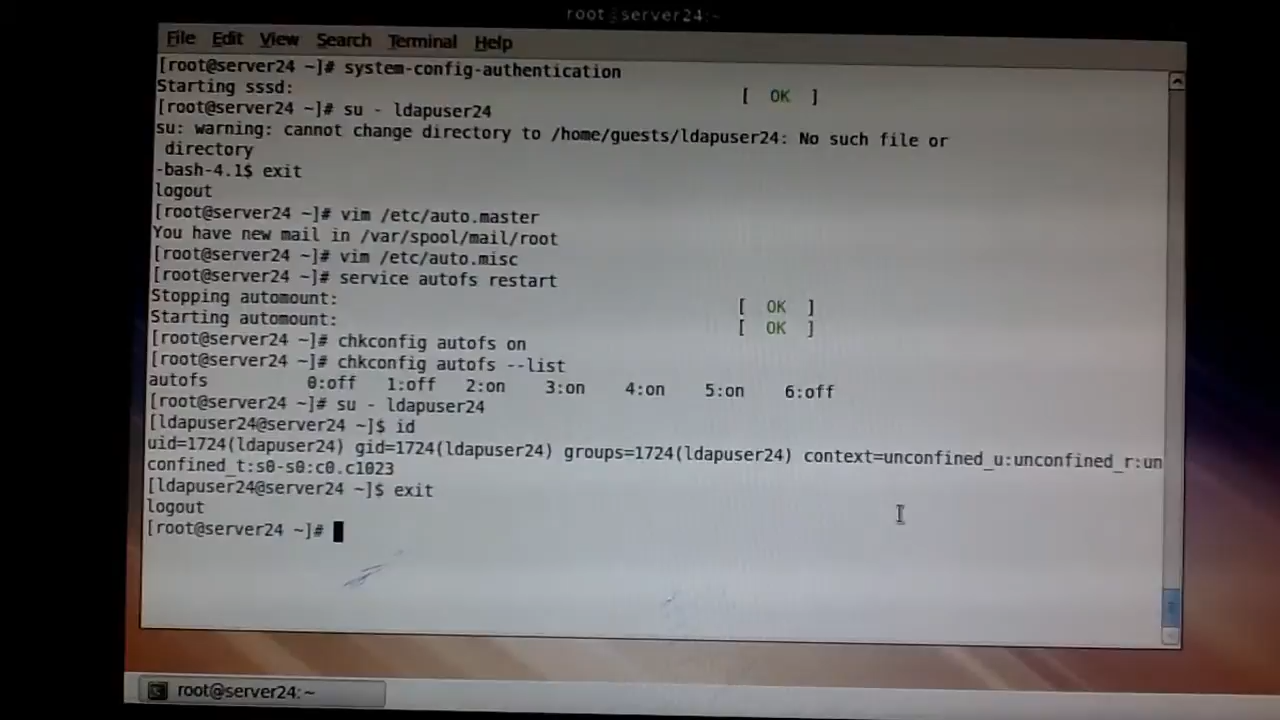 root@server24:~
File Edit View Search Terminal Help
[root@server24 ~]# system-config-authentication
Starting sssd: [ OK ]
[root@server24 ~]# su - ldapuser24
su: warning: cannot change directory to /home/guests/ldapuser24: No such file or
directory
-bash-4.1$ exit
logout
[root@server24 ~]# vim /etc/auto.master
You have new mail in /var/spool/mail/root
[root@server24 ~]# vim /etc/auto.misc
[root@server24 ~]# service autofs restart
Stopping automount: [ OK ]
Starting automount: [ OK ]
[root@server24 ~]# chkconfig autofs on
[root@server24 ~]# chkconfig autofs --list
autofs 0:off 1:off 2:on 3:on 4:on 5:on 6:off
[root@server24 ~]# su - ldapuser24
[ldapuser24@server24 ~]$ id
uid=1724(ldapuser24) gid=1724(ldapuser24) groups=1724(ldapuser24) context=unconfined_u:unconfined_r:un
confined_t:s0-s0:c0.c1023
[ldapuser24@server24 ~]$ exit
logout
[root@server24 ~]#
root@server24:~